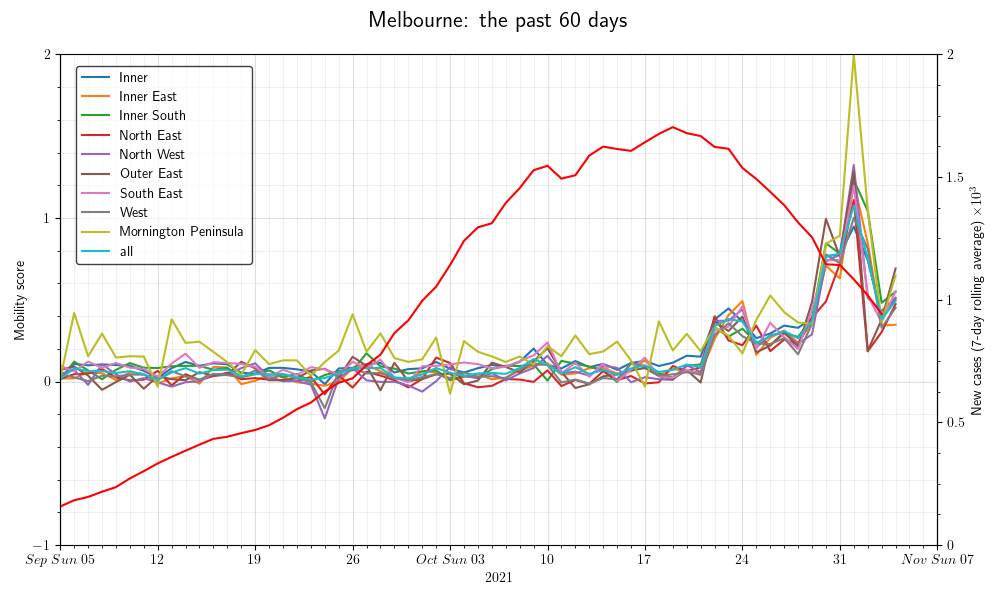 Melbourne: the past 60 days
2
1
0
−1
Mobility score
Inner
Inner East
Inner South
North East
North West
Outer East
South East
West
Mornington Peninsula
all
2
1.5
1
0.5
0
New cases (7-day rolling average) ×10³
Sep Sun 05 12 19 26 Oct Sun 03 10 17 24 31 Nov Sun 07
2021